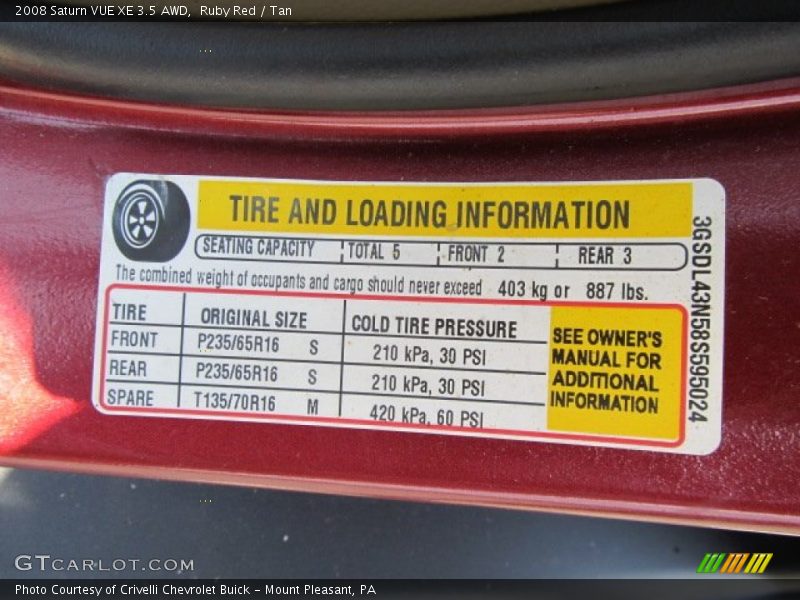 2008 Saturn VUE XE 3.5 AWD, Ruby Red / Tan
TIRE AND LOADING INFORMATION
SEATING CAPACITY TOTAL 5 FRONT 2 REAR 3
The combined weight of occupants and cargo should never exceed 403 kg or 887 lbs.
TIRE ORIGINAL SIZE COLD TIRE PRESSURE
FRONT P235/65R16 S 210 kPa, 30 PSI
REAR P235/65R16 S 210 kPa, 30 PSI
SPARE T135/70R16 M 420 kPa, 60 PSI
SEE OWNER'S
MANUAL FOR
ADDITIONAL
INFORMATION
3GSDL43N58S595024
GTCARLOT.COM
Photo Courtesy of Crivelli Chevrolet Buick - Mount Pleasant, PA